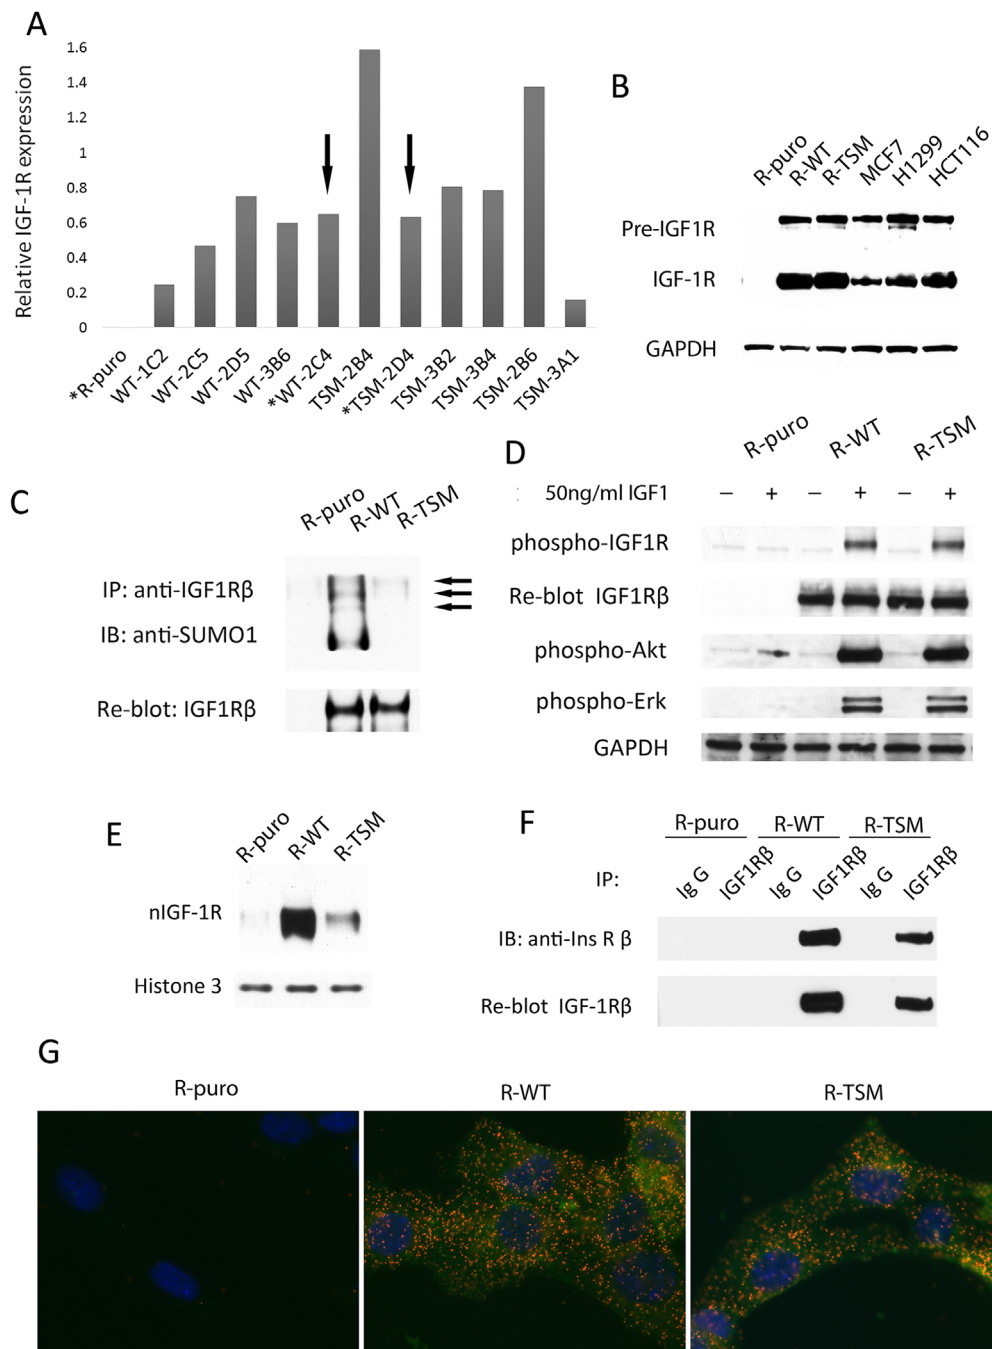 A
Relative IGF-1R expression
1.6
1.4
1.2
1
0.8
0.6
0.4
0.2
0
*R-puro
WT-1C2
WT-2C5
WT-2D5
WT-3B6
*WT-2C4
TSM-2B4
*TSM-2D4
TSM-3B2
TSM-3B4
TSM-2B6
TSM-3A1
B
R-puro
R-WT
R-TSM
MCF7
H1299
HCT116
Pre-IGF1R
IGF-1R
GAPDH
C
R-puro
R-WT
R-TSM
IP: anti-IGF1Rβ
IB: anti-SUMO1
Re-blot: IGF1Rβ
D
R-puro
R-WT
R-TSM
50ng/ml IGF1 − + − + − +
phospho-IGF1R
Re-blot IGF1Rβ
phospho-Akt
phospho-Erk
GAPDH
E
R-puro
R-WT
R-TSM
nIGF-1R
Histone 3
F
R-puro R-WT R-TSM
IP: Ig G IGF1Rβ Ig G IGF1Rβ Ig G IGF1Rβ
IB: anti-Ins R β
Re-blot IGF-1Rβ
G
R-puro R-WT R-TSM